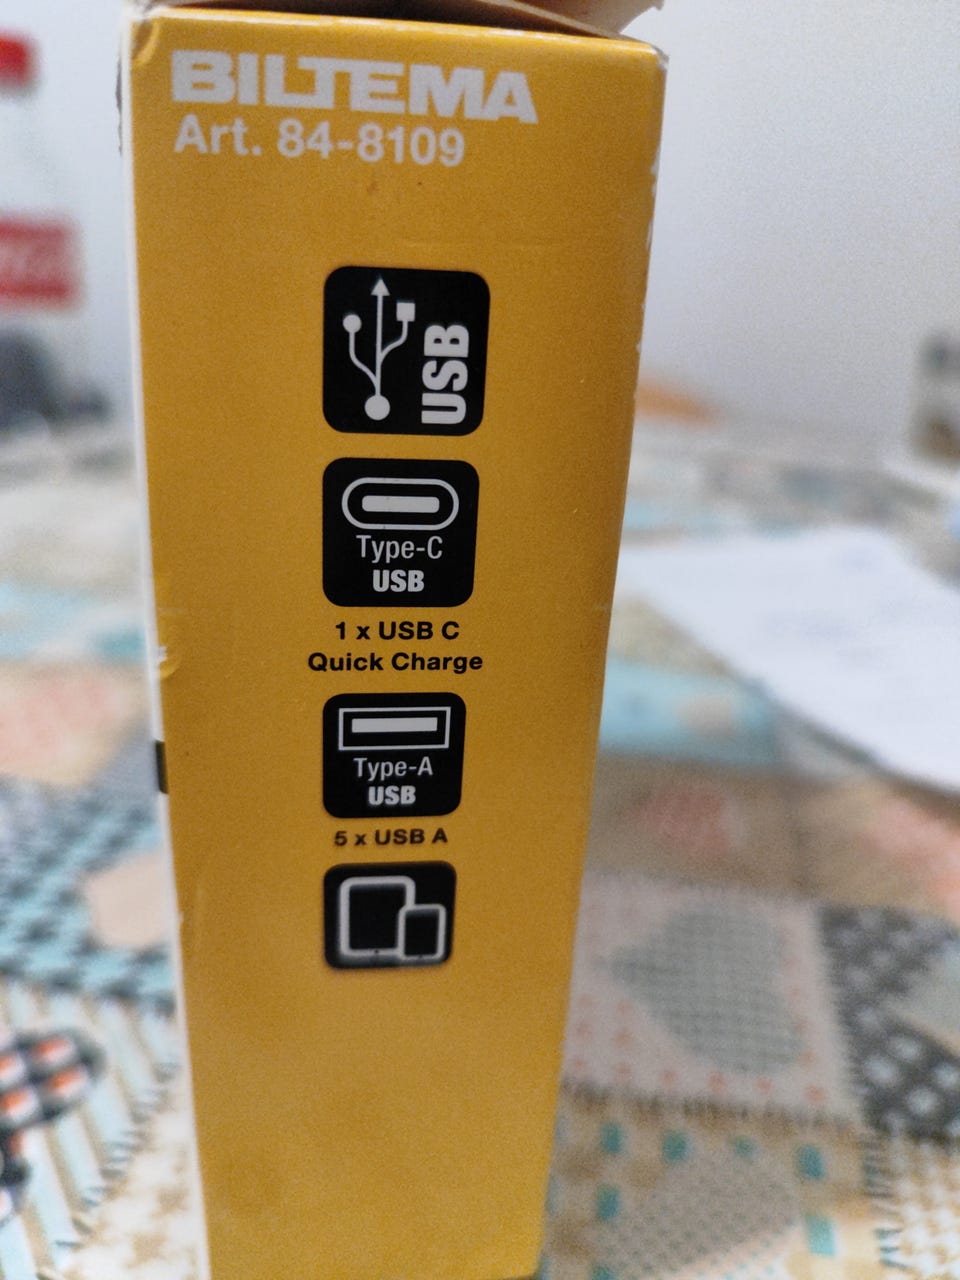 BILTEMA
Art. 84-8109
USB
Type-C
USB
1 x USB C
Quick Charge
Type-A
USB
5 x USB A